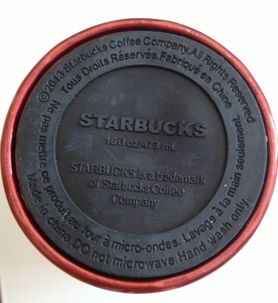 ©2013 Starbucks Coffee Company.All Rights Reserved.
Tous Droits Réservés.Fabriqué en Chine
Ne pas mettre ce produit au four à micro-ondes. Lavage à la main seulement.
Made in china.DO not microwave.Hand wash only.
STARBUCKS
16fl oz/473 mL
STARBUCKS is a trademark
of Starbucks Coffee
Company